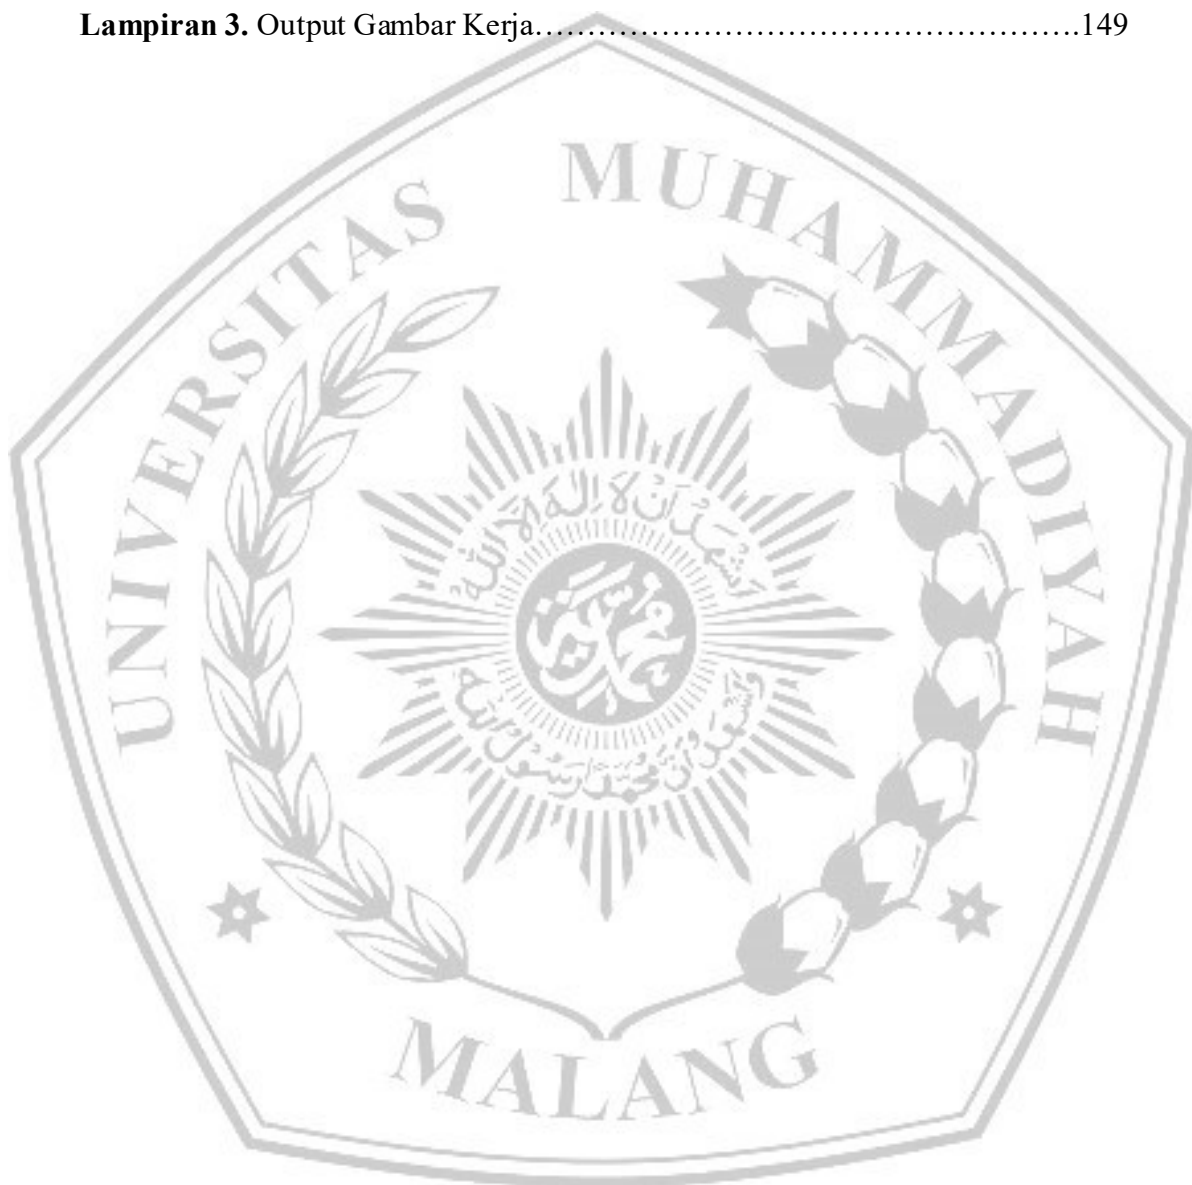 Lampiran 3. Output Gambar Kerja……………………………………………….149
UNIVERSITAS MUHAMMADIYAH
MALANG